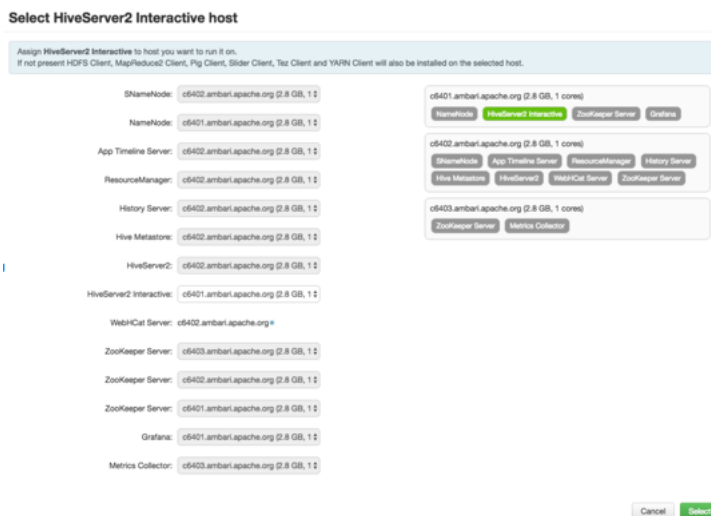 Select HiveServer2 Interactive host
Assign HiveServer2 Interactive to host you want to run it on.
If not present HDFS Client, MapReduce2 Client, Pig Client, Slider Client, Tez Client and YARN Client will also be installed on the selected host.
SNameNode: c6402.ambari.apache.org (2.8 GB, 1
NameNode: c6401.ambari.apache.org (2.8 GB, 1
App Timeline Server: c6402.ambari.apache.org (2.8 GB, 1
ResourceManager: c6402.ambari.apache.org (2.8 GB, 1
History Server: c6402.ambari.apache.org (2.8 GB, 1
Hive Metastore: c6402.ambari.apache.org (2.8 GB, 1
HiveServer2: c6402.ambari.apache.org (2.8 GB, 1
HiveServer2 Interactive: c6401.ambari.apache.org (2.8 GB, 1
WebHCat Server: c6402.ambari.apache.org*
ZooKeeper Server: c6403.ambari.apache.org (2.8 GB, 1
ZooKeeper Server: c6402.ambari.apache.org (2.8 GB, 1
ZooKeeper Server: c6401.ambari.apache.org (2.8 GB, 1
Grafana: c6401.ambari.apache.org (2.8 GB, 1
Metrics Collector: c6403.ambari.apache.org (2.8 GB, 1
c6401.ambari.apache.org (2.8 GB, 1 cores)
NameNode HiveServer2 Interactive ZooKeeper Server Grafana
c6402.ambari.apache.org (2.8 GB, 1 cores)
SNameNode App Timeline Server ResourceManager History Server
Hive Metastore HiveServer2 WebHCat Server ZooKeeper Server
c6403.ambari.apache.org (2.8 GB, 1 cores)
ZooKeeper Server Metrics Collector
Cancel Select